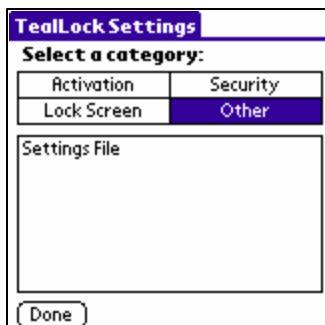 TealLock Settings
Select a category:
Activation Security
Lock Screen Other
Settings File
Done